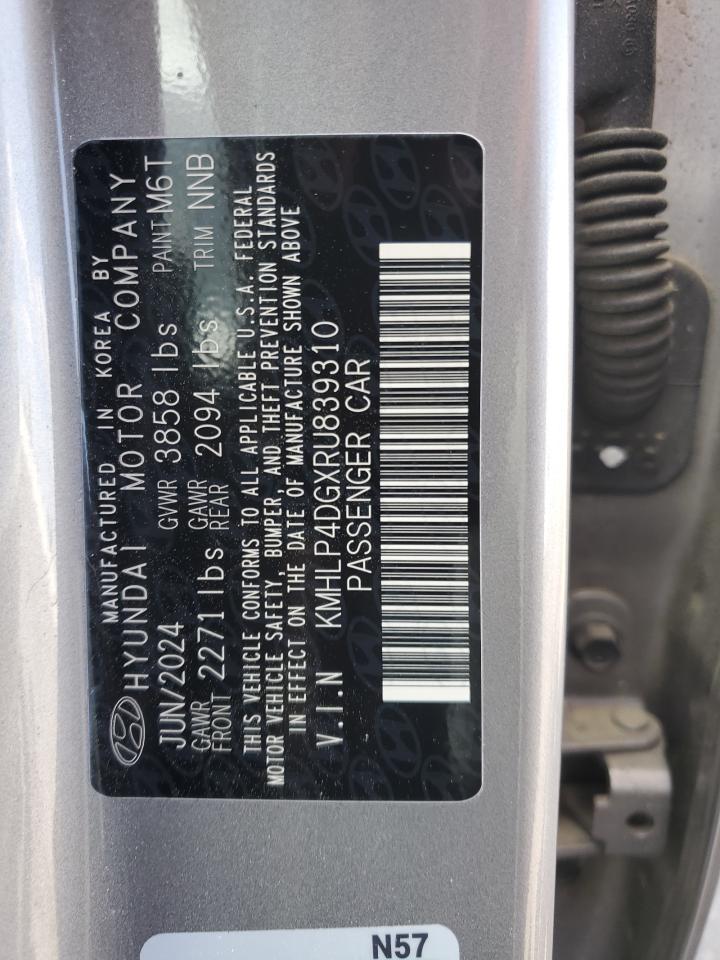 MANUFACTURED IN KOREA BY
HYUNDAI MOTOR COMPANY
JUN/2024 GVWR 3858 lbs PAINT M6T
GAWR FRONT 2271 lbs GAWR REAR 2094 lbs TRIM NNB
THIS VEHICLE CONFORMS TO ALL APPLICABLE U.S.A. FEDERAL
MOTOR VEHICLE SAFETY, BUMPER, AND THEFT PREVENTION STANDARDS
IN EFFECT ON THE DATE OF MANUFACTURE SHOWN ABOVE
V.I.N KMHLP4DGXRU839310
PASSENGER CAR
N57